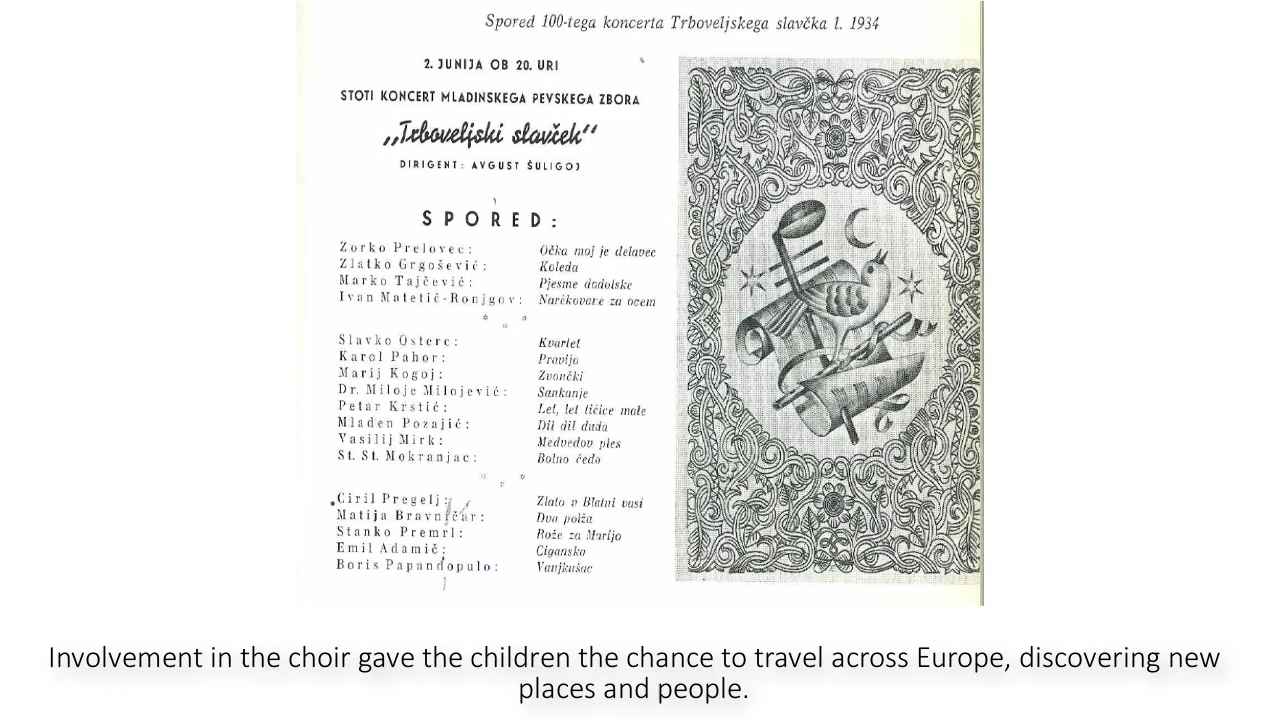 Spored 100-tega koncerta Trboveljskega slavčka l. 1934
2. JUNIJA OB 20. URI
STOTI KONCERT MLADINSKEGA PEVSKEGA ZBORA
„Trboveljski slavček“
DIRIGENT: AVGUST ŠULIGOJ
SPORED:
Zorko Prelovec: Očka moj je delavec
Zlatko Grgošević: Koleda
Marko Tajčević: Pjesme dodolske
Ivan Matetić-Ronjgov: Narekovane za ocem
Slavko Osterc: Kvartet
Karol Pahor: Pravijo
Marij Kogoj: Zvončki
Dr. Miloje Milojević: Sankanje
Petar Krstić: Let, let tičice male
Mladen Pozajić: Dil dil duda
Vasilij Mirk: Medvedov ples
St. St. Mokranjac: Bolno čedo
Ciril Pregelj: Zlato v Blatni vasi
Matija Bravničar: Dva polža
Stanko Premrl: Rože za Marijo
Emil Adamič: Ciganska
Boris Papandopulo: Vanjkušac
Involvement in the choir gave the children the chance to travel across Europe, discovering new
places and people.